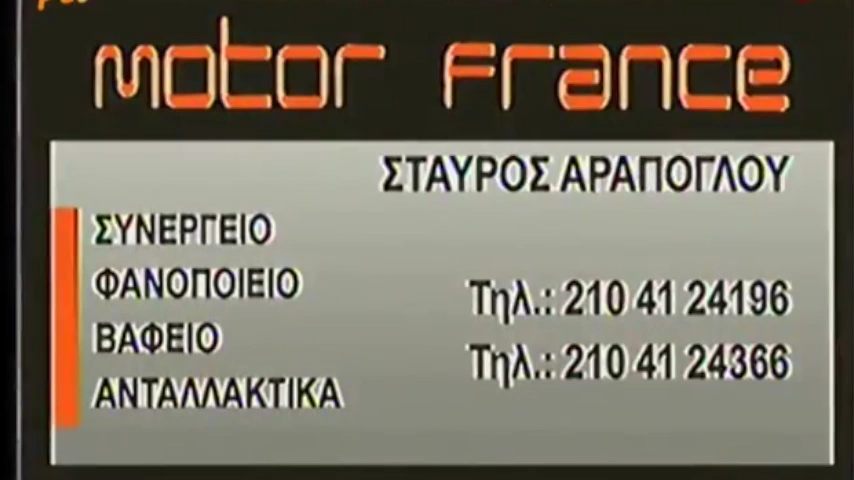 motor france
ΣΤΑΥΡΟΣ ΑΡΑΠΟΓΛΟΥ
ΣΥΝΕΡΓΕΙΟ
ΦΑΝΟΠΟΙΕΙΟ
ΒΑΦΕΙΟ
ΑΝΤΑΛΛΑΚΤΙΚΑ
Τηλ.: 210 41 24196
Τηλ.: 210 41 24366